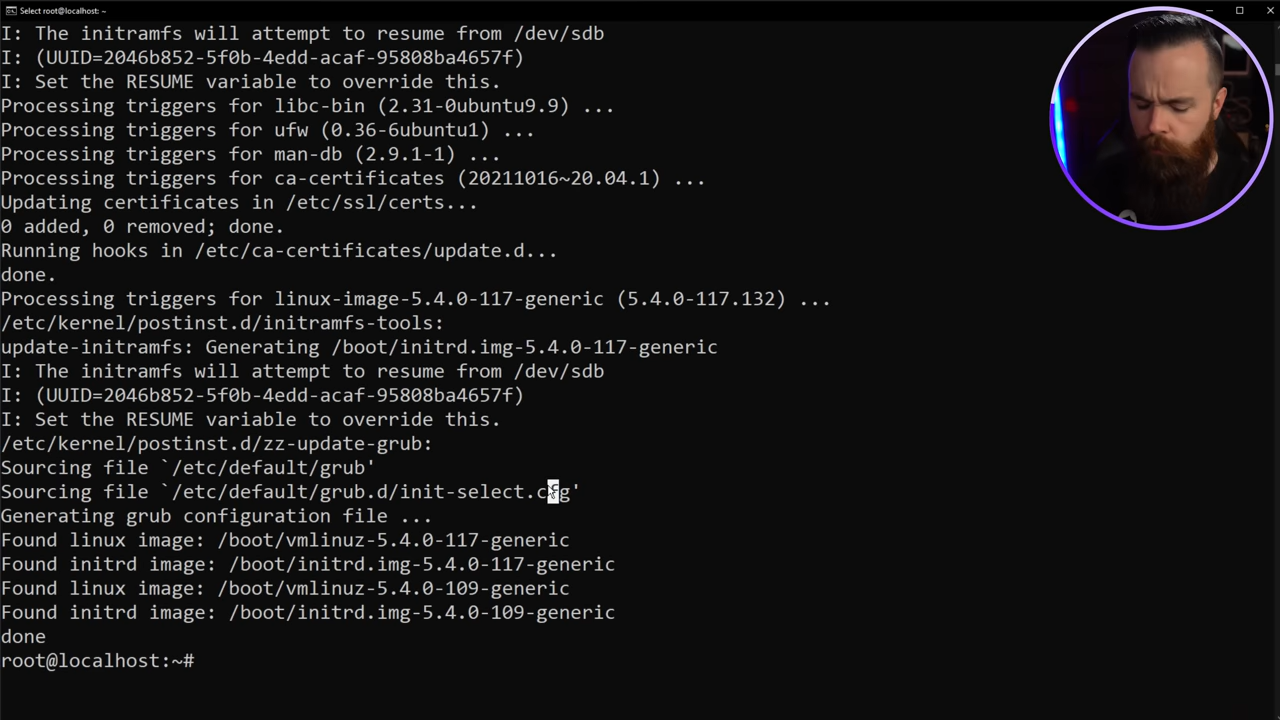 Select root@localhost: ~
I: The initramfs will attempt to resume from /dev/sdb
I: (UUID=2046b852-5f0b-4edd-acaf-95808ba4657f)
I: Set the RESUME variable to override this.
Processing triggers for libc-bin (2.31-0ubuntu9.9) ...
Processing triggers for ufw (0.36-6ubuntu1) ...
Processing triggers for man-db (2.9.1-1) ...
Processing triggers for ca-certificates (20211016~20.04.1) ...
Updating certificates in /etc/ssl/certs...
0 added, 0 removed; done.
Running hooks in /etc/ca-certificates/update.d...
done.
Processing triggers for linux-image-5.4.0-117-generic (5.4.0-117.132) ...
/etc/kernel/postinst.d/initramfs-tools:
update-initramfs: Generating /boot/initrd.img-5.4.0-117-generic
I: The initramfs will attempt to resume from /dev/sdb
I: (UUID=2046b852-5f0b-4edd-acaf-95808ba4657f)
I: Set the RESUME variable to override this.
/etc/kernel/postinst.d/zz-update-grub:
Sourcing file `/etc/default/grub'
Sourcing file `/etc/default/grub.d/init-select.cfg'
Generating grub configuration file ...
Found linux image: /boot/vmlinuz-5.4.0-117-generic
Found initrd image: /boot/initrd.img-5.4.0-117-generic
Found linux image: /boot/vmlinuz-5.4.0-109-generic
Found initrd image: /boot/initrd.img-5.4.0-109-generic
done
root@localhost:~#